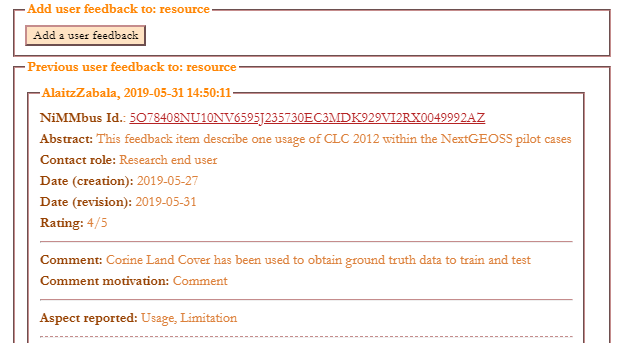 Add user feedback to: resource
Add a user feedback
Previous user feedback to: resource
AlaitzZabala, 2019-05-31 14:50:11
NiMMbus Id.: 5O78408NU10NV6595J235730EC3MDK929VI2RX0049992AZ
Abstract: This feedback item describe one usage of CLC 2012 within the NextGEOSS pilot cases
Contact role: Research end user
Date (creation): 2019-05-27
Date (revision): 2019-05-31
Rating: 4/5
Comment: Corine Land Cover has been used to obtain ground truth data to train and test
Comment motivation: Comment
Aspect reported: Usage, Limitation